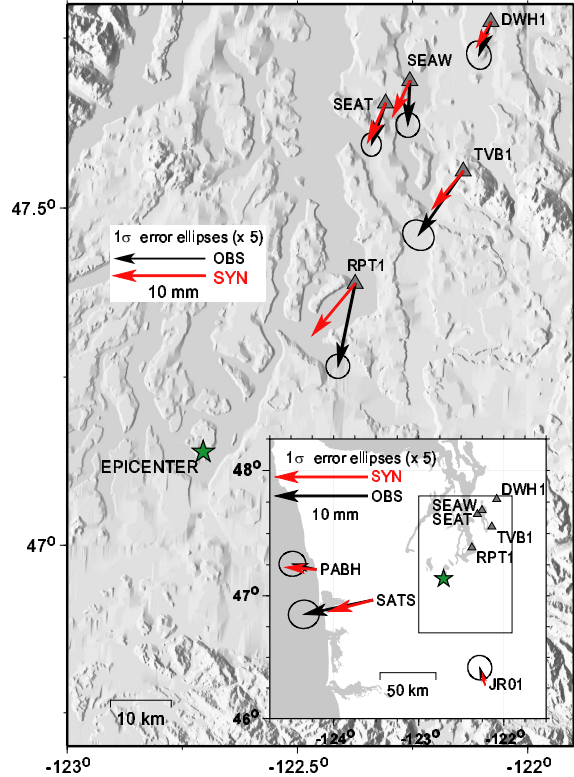 DWH1
SEAW
SEAT
TVB1
47.5°
1σ error ellipses (x 5)
OBS
SYN
10 mm
RPT1
EPICENTER
1σ error ellipses (x 5)
SYN
OBS
10 mm
48°
DWH1
SEAW
SEAT
TVB1
RPT1
47°
PABH
47°
SATS
50 km
JR01
10 km
46°
-124°
-123°
-122°
-123°
-122.5°
-122°